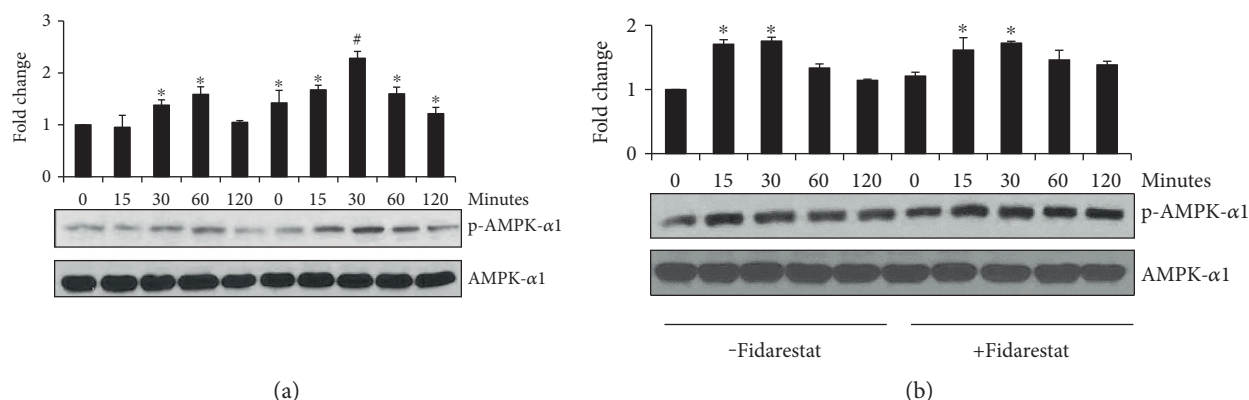 3
2
1
0
Fold change
* * * * # * *
0 15 30 60 120 0 15 30 60 120 Minutes
p-AMPK-α1
AMPK-α1
(a)
2
1
0
Fold change
* * * *
0 15 30 60 120 0 15 30 60 120 Minutes
p-AMPK-α1
AMPK-α1
-Fidarestat +Fidarestat
(b)